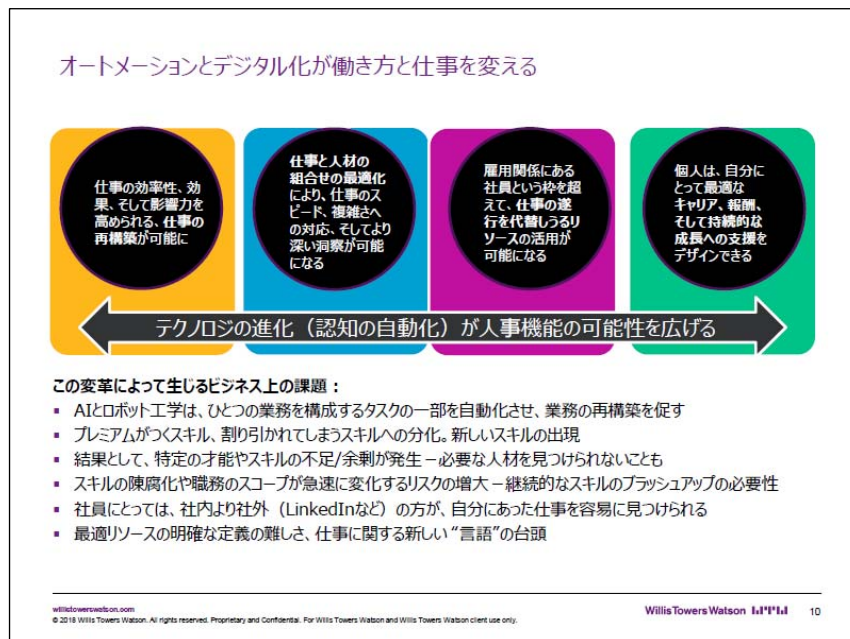 オートメーションとデジタル化が働き方と仕事を変える
仕事の効率性、効
果、そして影響力を
高められる、仕事の
再構築が可能に
仕事と人材の
組合せの最適化
により、仕事のス
ピード、複雑さへ
の対応、そしてより
深い洞察が可能
になる
雇用関係にある
社員という枠を超
えて、仕事の遂
行を代替しうるリ
ソースの活用が
可能になる
個人は、自分に
とって最適な
キャリア、報酬、
そして持続的な
成長への支援を
デザインできる
テクノロジの進化(認知の自動化)が人事機能の可能性を広げる
この変革によって生じるビジネス上の課題:
▪ AIとロボット工学は、ひとつの業務を構成するタスクの一部を自動化させ、業務の再構築を促す
▪ プレミアムがつくスキル、割り引かれてしまうスキルへの分化。新しいスキルの出現
▪ 結果として、特定の才能やスキルの不足/余剰が発生 – 必要な人材を見つけられないことも
▪ スキルの陳腐化や職務のスコープが急速に変化するリスクの増大 – 継続的なスキルのブラッシュアップの必要性
▪ 社員にとっては、社内より社外(LinkedInなど)の方が、自分にあった仕事を容易に見つけられる
▪ 最適リソースの明確な定義の難しさ、仕事に関する新しい“言語”の台頭
willistowerswatson.com
© 2018 Willis Towers Watson. All rights reserved. Proprietary and Confidential. For Willis Towers Watson and Willis Towers Watson client use only.
Willis Towers Watson
10